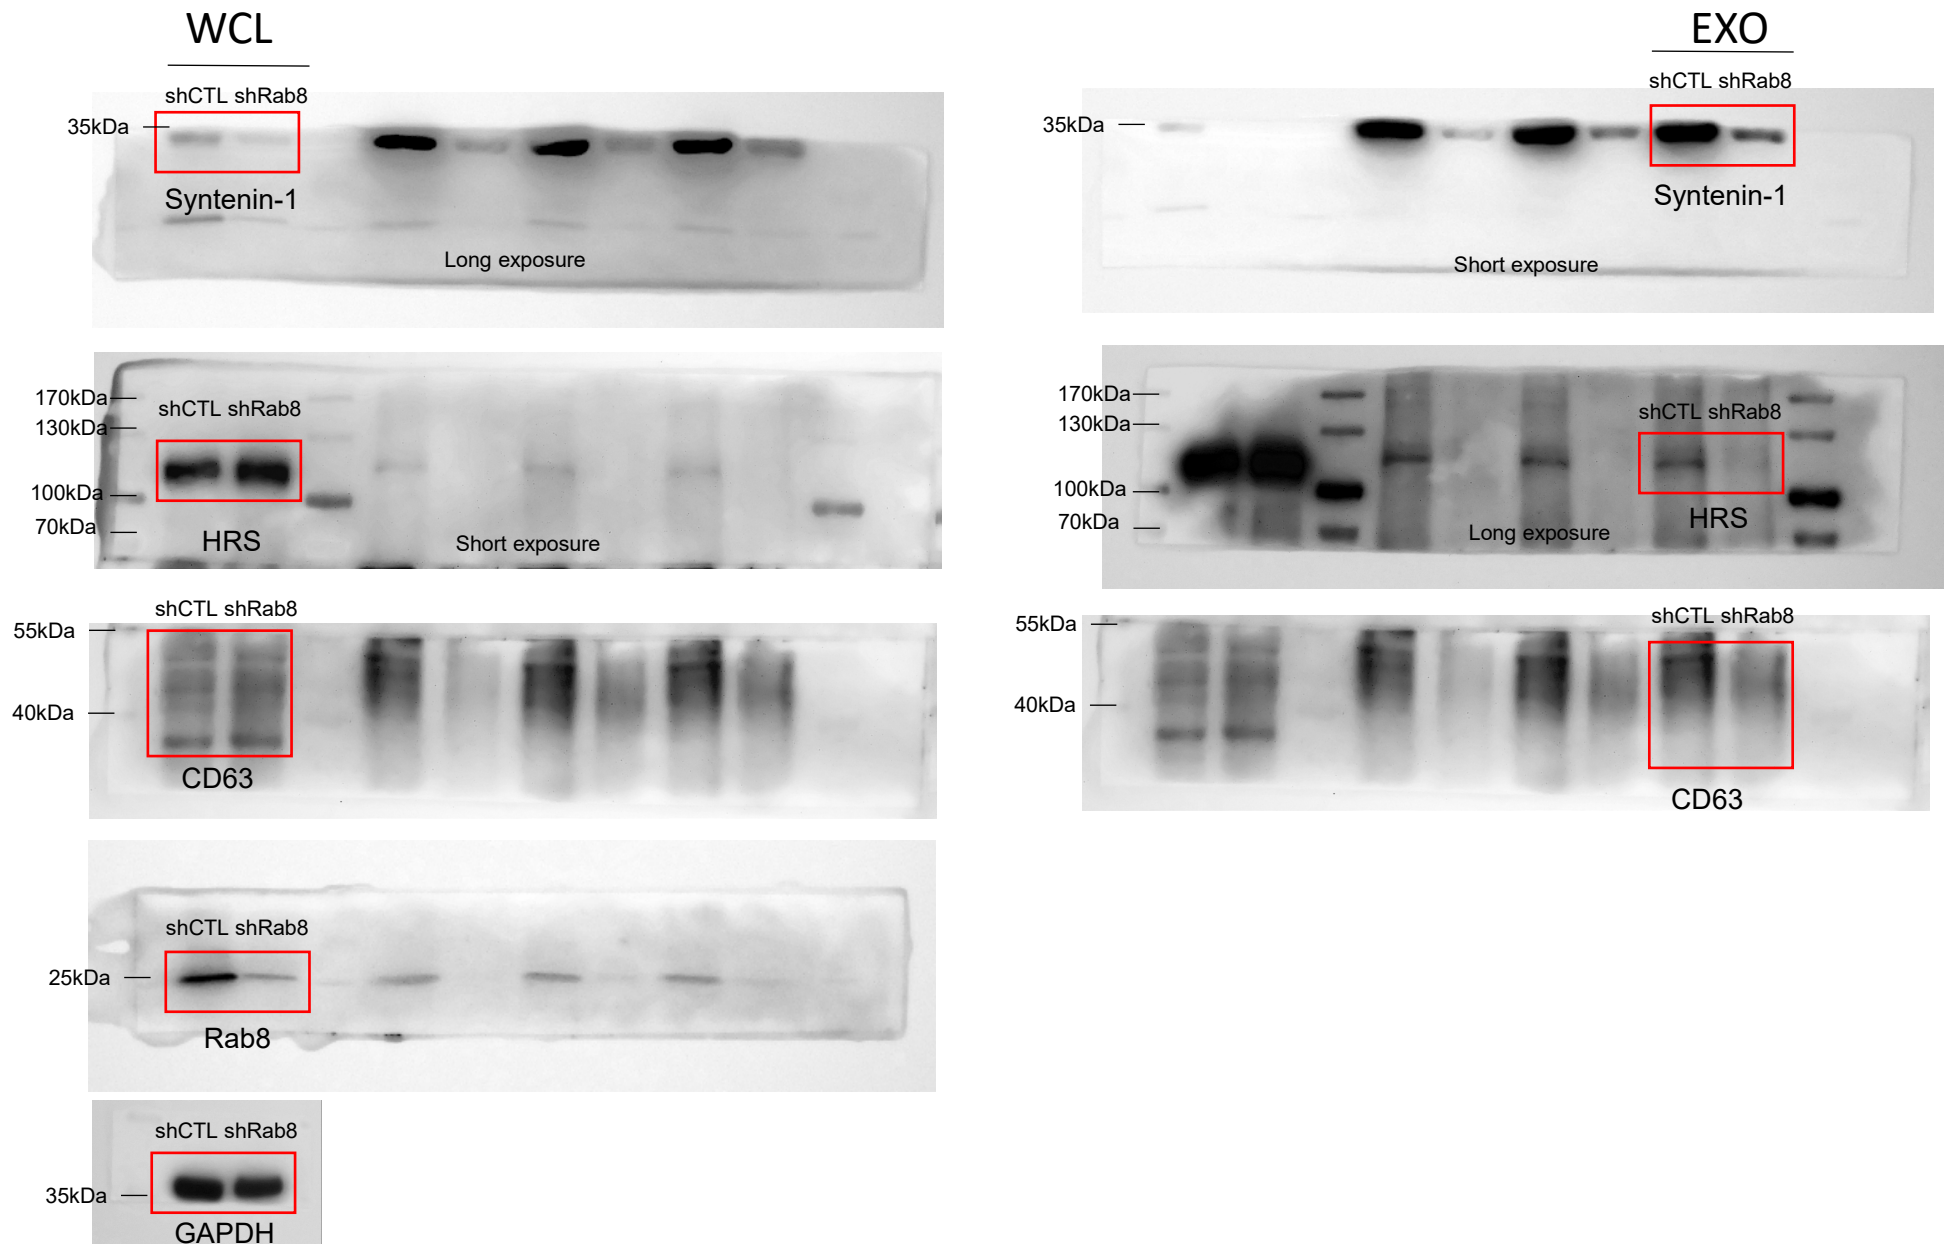 WCL
shCTL shRab8
35kDa
Syntenin-1
Long exposure
170kDa
shCTL shRab8
130kDa
100kDa
70kDa
HRS
Short exposure
shCTL shRab8
55kDa
40kDa
CD63
shCTL shRab8
25kDa
Rab8
shCTL shRab8
35kDa
GAPDH
EXO
shCTL shRab8
35kDa
Syntenin-1
Short exposure
170kDa
shCTL shRab8
130kDa
100kDa
70kDa
HRS
Long exposure
shCTL shRab8
55kDa
40kDa
CD63